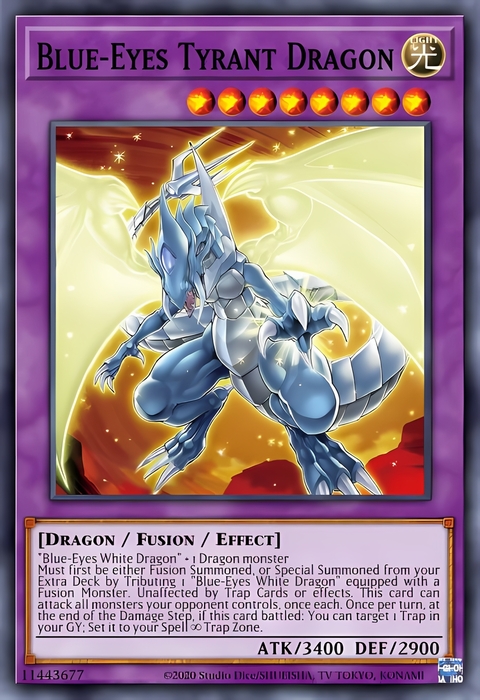 BLUE-EYES TYRANT DRAGON
LIGHT
光
[DRAGON / FUSION / EFFECT]
"Blue-Eyes White Dragon" + 1 Dragon monster
Must first be either Fusion Summoned, or Special Summoned from your
Extra Deck by Tributing 1 "Blue-Eyes White Dragon" equipped with a
Fusion Monster. Unaffected by Trap Cards or effects. This card can
attack all monsters your opponent controls, once each. Once per turn, at
the end of the Damage Step, if this card battled: You can target 1 Trap in
your GY; Set it to your Spell ∞ Trap Zone.
ATK/3400 DEF/2900
11443677
©2020 Studio Dice/SHUEISHA, TV TOKYO, KONAMI